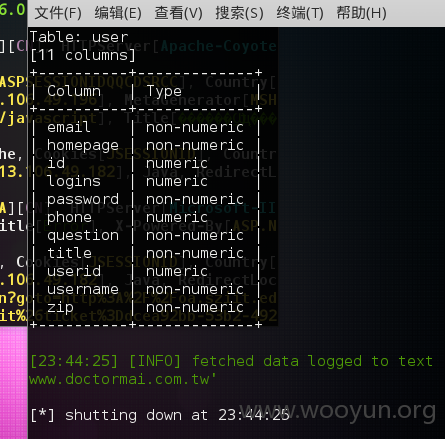 6.0
文件(F) 编辑(E) 查看(V) 搜索(S) 终端(T) 帮助(H)
Table: user
[11 columns]
+----------+-------------+
| Column | Type |
+----------+-------------+
| email | non-numeric |
| homepage | non-numeric |
| id | numeric |
| logins | numeric |
| password | non-numeric |
| phone | numeric |
| question | non-numeric |
| title | non-numeric |
| userid | numeric |
| username | non-numeric |
| zip | non-numeric |
+----------+-------------+
[23:44:25] [INFO] fetched data logged to text
www.doctormai.com.tw'
[*] shutting down at 23:44:25
www.wooyun.org